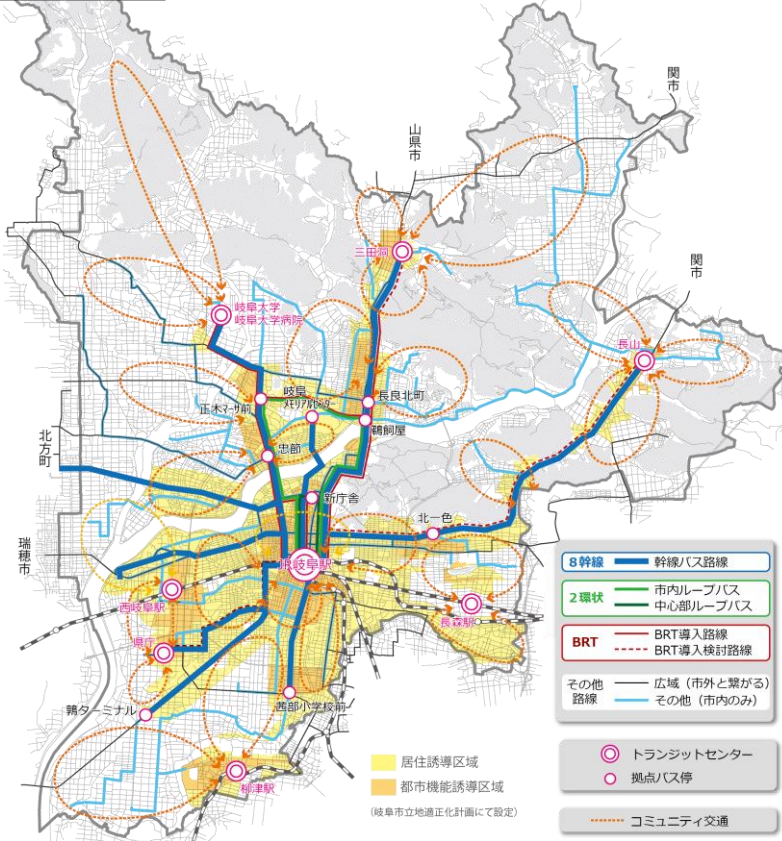 関市
山県市
三田洞
関市
岐阜大学
岐阜大学病院
長山
岐阜
メモリアルセンター
正木マーサ前
長良北町
鵜飼屋
北方町
忠節
新庁舎
北一色
瑞穂市
JR岐阜駅
西岐阜駅
長森駅
県庁
鶉ターミナル
茜部小学校前
柳津駅
8幹線
幹線バス路線
2環状
市内ループバス
中心部ループバス
BRT
BRT導入路線
BRT導入検討路線
その他
路線
広域(市外と繋がる)
その他(市内のみ)
居住誘導区域
都市機能誘導区域
(岐阜市立地適正化計画にて設定)
トランジットセンター
拠点バス停
コミュニティ交通